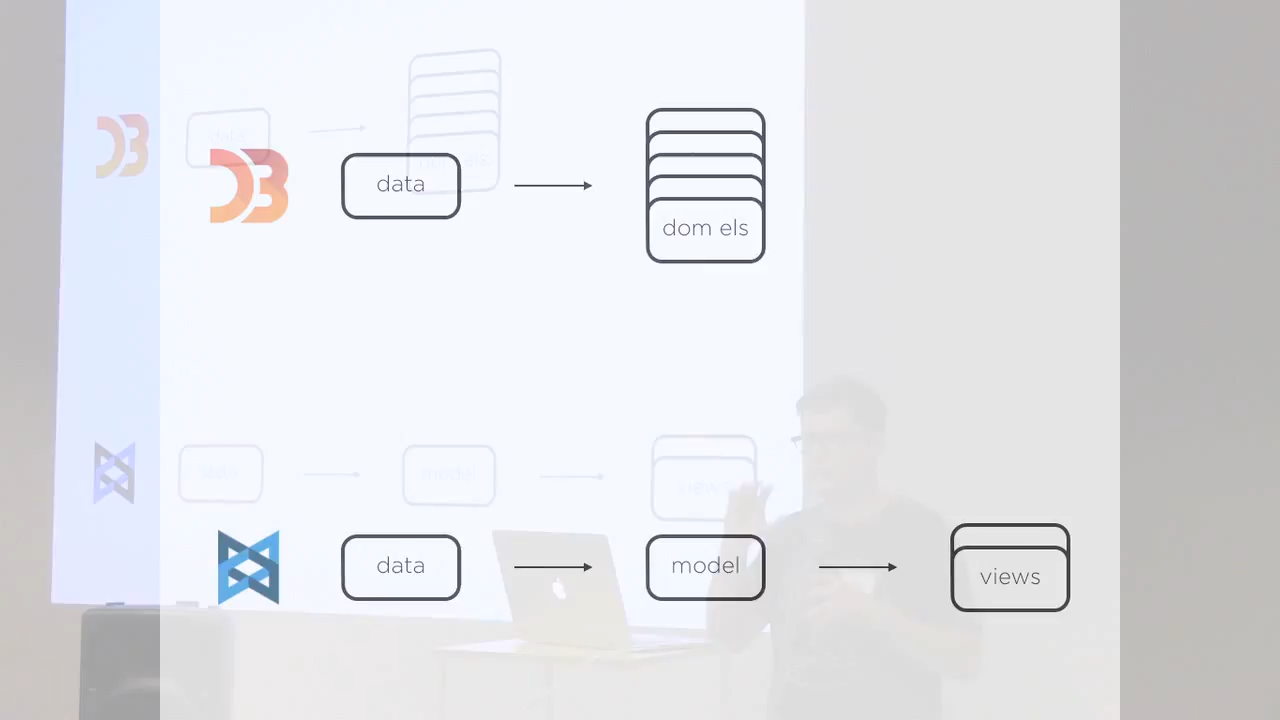 data
dom els
data
model
views